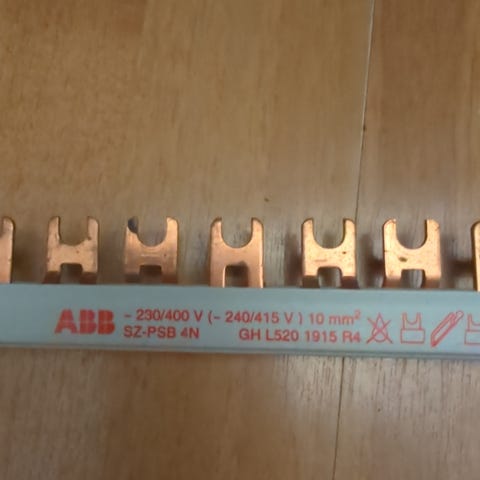 ABB
~ 230/400 V (~ 240/415 V ) 10 mm²
SZ-PSB 4N GH L520 1915 R4